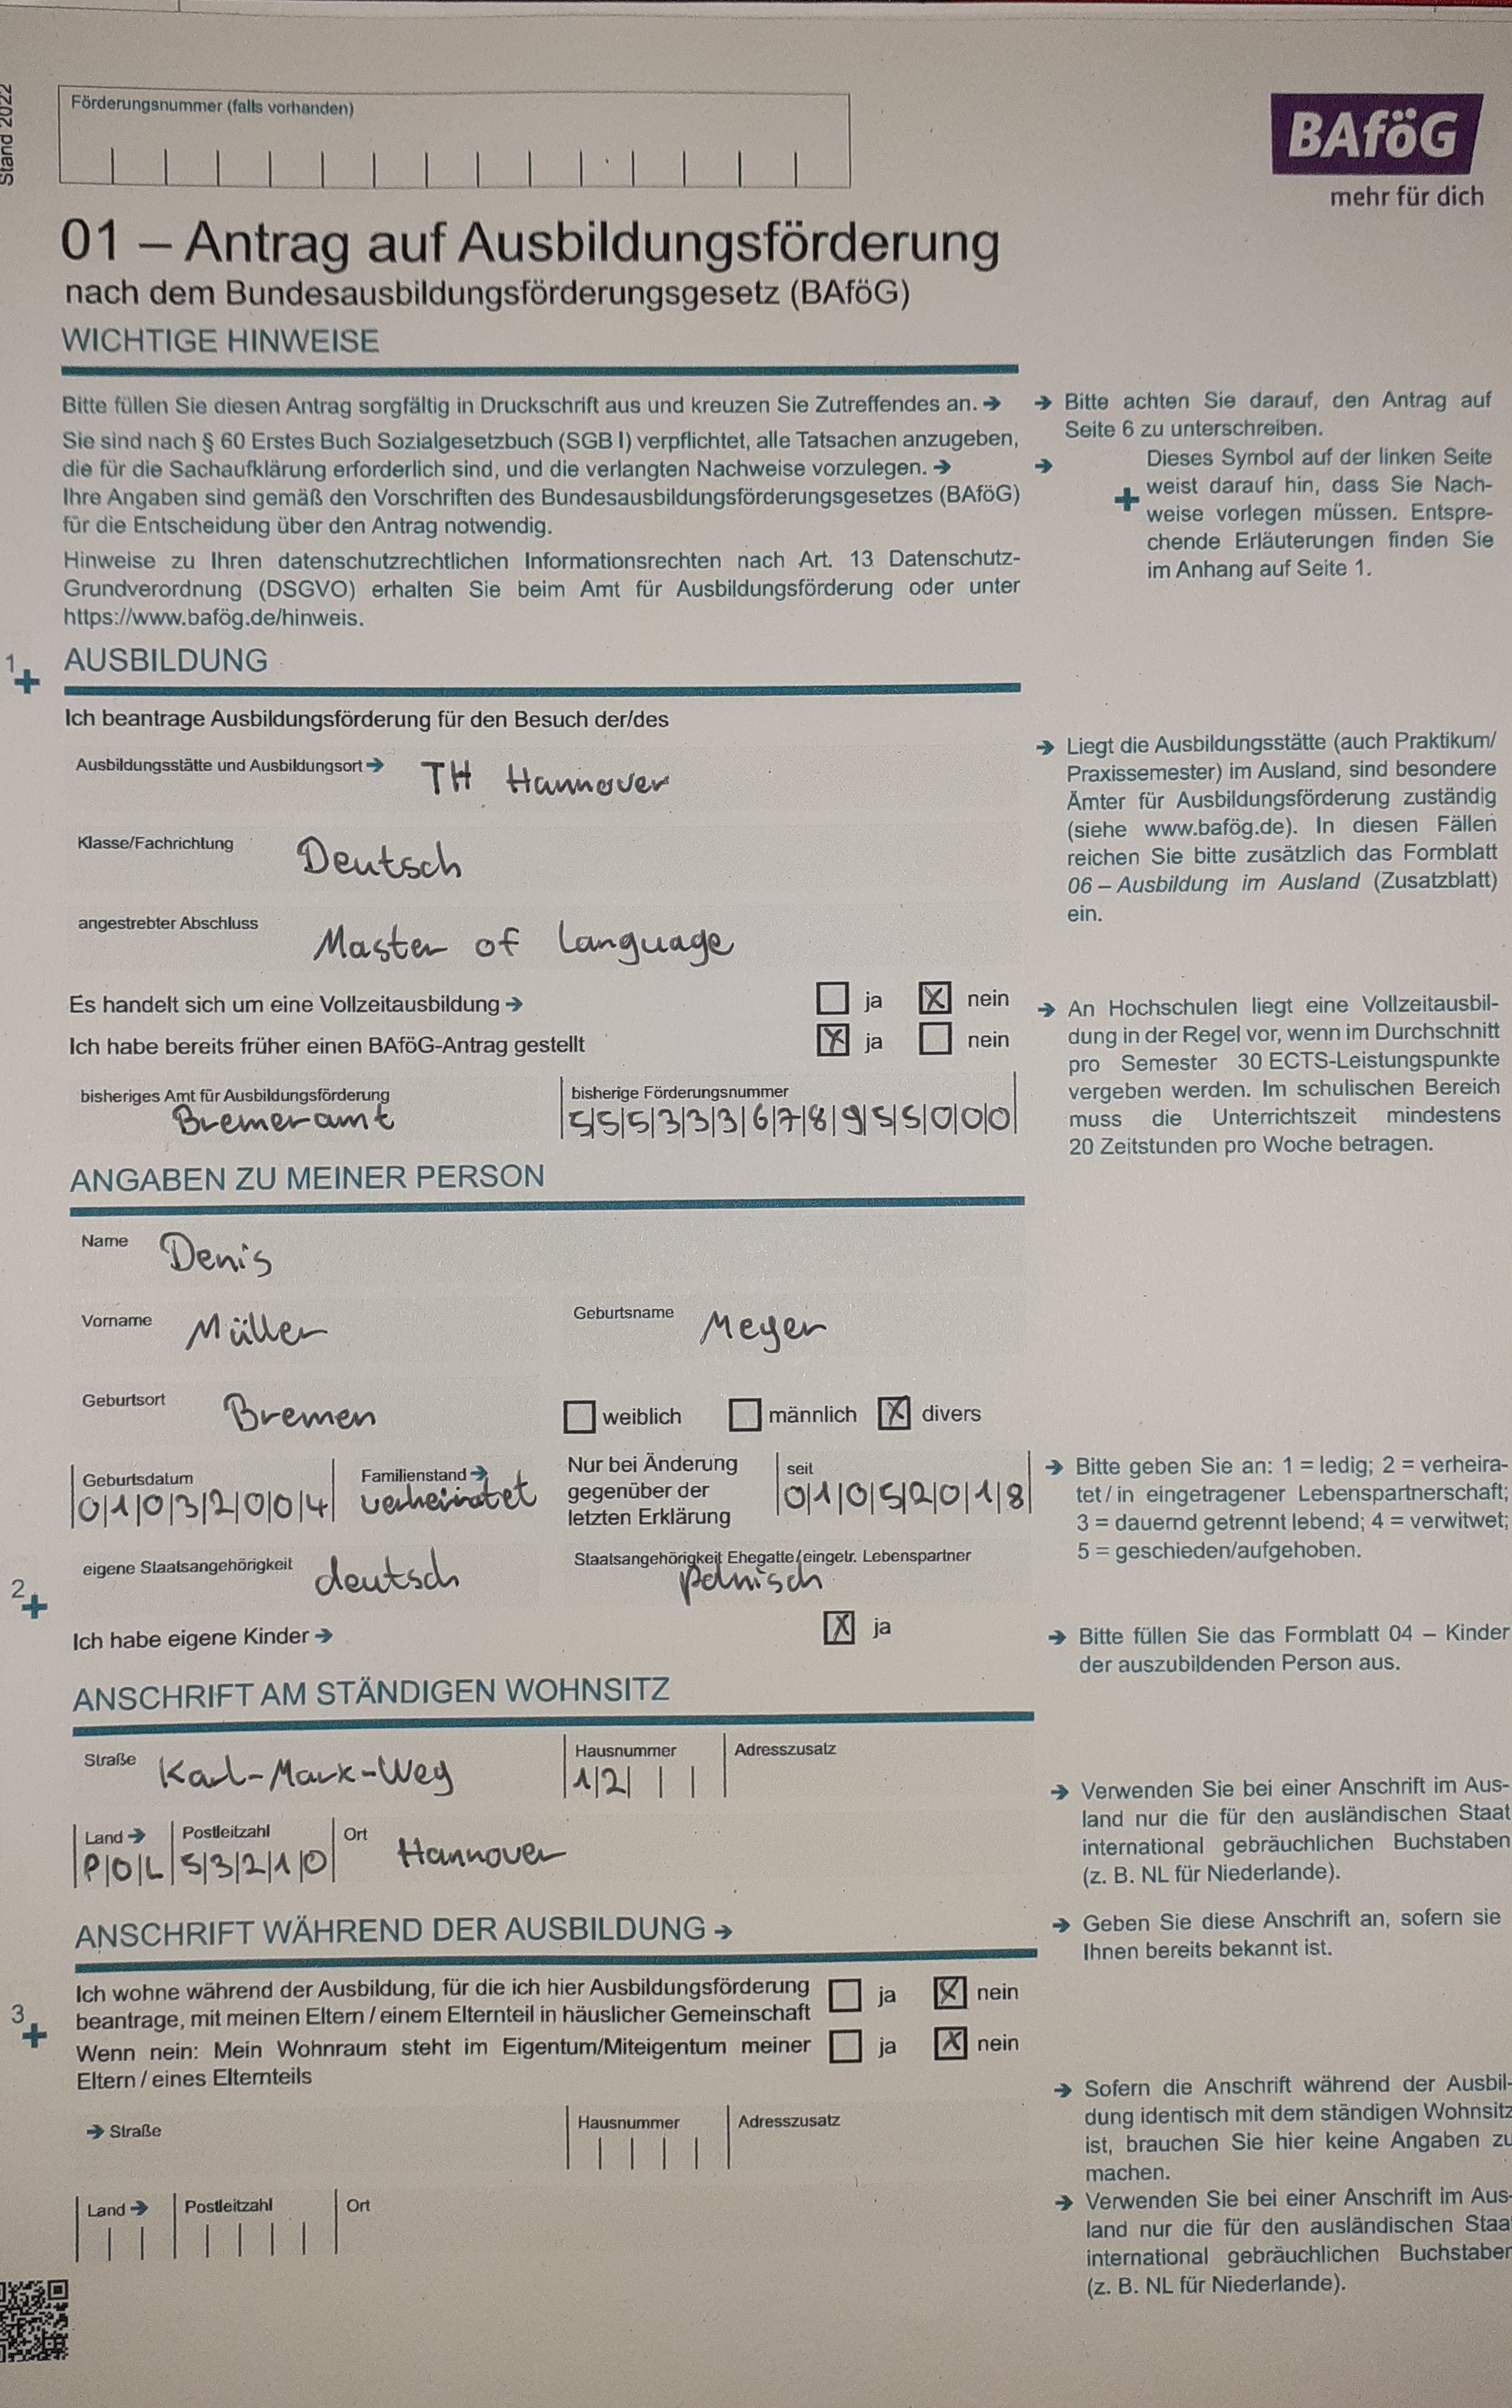 Stand 2022
Förderungsnummer (falls vorhanden)
BAföG
mehr für dich
01 – Antrag auf Ausbildungsförderung
nach dem Bundesausbildungsförderungsgesetz (BAföG)
WICHTIGE HINWEISE
Bitte füllen Sie diesen Antrag sorgfältig in Druckschrift aus und kreuzen Sie Zutreffendes an. →
Sie sind nach § 60 Erstes Buch Sozialgesetzbuch (SGB I) verpflichtet, alle Tatsachen anzugeben,
die für die Sachaufklärung erforderlich sind, und die verlangten Nachweise vorzulegen. →
Ihre Angaben sind gemäß den Vorschriften des Bundesausbildungsförderungsgesetzes (BAföG)
für die Entscheidung über den Antrag notwendig.
Hinweise zu Ihren datenschutzrechtlichen Informationsrechten nach Art. 13 Datenschutz-
Grundverordnung (DSGVO) erhalten Sie beim Amt für Ausbildungsförderung oder unter
https://www.bafög.de/hinweis.
→ Bitte achten Sie darauf, den Antrag auf
Seite 6 zu unterschreiben.
→ Dieses Symbol auf der linken Seite
+ weist darauf hin, dass Sie Nach-
weise vorlegen müssen. Entspre-
chende Erläuterungen finden Sie
im Anhang auf Seite 1.
1 +
AUSBILDUNG
Ich beantrage Ausbildungsförderung für den Besuch der/des
Ausbildungsstätte und Ausbildungsort → TH Hannover
Klasse/Fachrichtung Deutsch
angestrebter Abschluss Master of Language
→ Liegt die Ausbildungsstätte (auch Praktikum/
Praxissemester) im Ausland, sind besondere
Ämter für Ausbildungsförderung zuständig
(siehe www.bafög.de). In diesen Fällen
reichen Sie bitte zusätzlich das Formblatt
06 – Ausbildung im Ausland (Zusatzblatt)
ein.
Es handelt sich um eine Vollzeitausbildung → ja X nein
Ich habe bereits früher einen BAföG-Antrag gestellt X ja nein
bisheriges Amt für Ausbildungsförderung bisherige Förderungsnummer
Bremeramt 555333678955000
→ An Hochschulen liegt eine Vollzeitausbil-
dung in der Regel vor, wenn im Durchschnitt
pro Semester 30 ECTS-Leistungspunkte
vergeben werden. Im schulischen Bereich
muss die Unterrichtszeit mindestens
20 Zeitstunden pro Woche betragen.
ANGABEN ZU MEINER PERSON
Name Denis
Vorname Müller Geburtsname Meyer
Geburtsort Bremen weiblich männlich X divers
Geburtsdatum 01032004 Familienstand → verheiratet
Nur bei Änderung
gegenüber der
letzten Erklärung
seit 01052018
→ Bitte geben Sie an: 1 = ledig; 2 = verheira-
tet / in eingetragener Lebenspartnerschaft;
3 = dauernd getrennt lebend; 4 = verwitwet;
5 = geschieden/aufgehoben.
2 +
eigene Staatsangehörigkeit deutsch Staatsangehörigkeit Ehegatte/eingetr. Lebenspartner
polnisch
Ich habe eigene Kinder → X ja
→ Bitte füllen Sie das Formblatt 04 – Kinder
der auszubildenden Person aus.
ANSCHRIFT AM STÄNDIGEN WOHNSITZ
Straße Karl-Marx-Weg Hausnummer 12 Adresszusatz
Land → POL Postleitzahl 53210 Ort Hannover
→ Verwenden Sie bei einer Anschrift im Aus-
land nur die für den ausländischen Staat
international gebräuchlichen Buchstaben
(z. B. NL für Niederlande).
ANSCHRIFT WÄHREND DER AUSBILDUNG →
→ Geben Sie diese Anschrift an, sofern sie
Ihnen bereits bekannt ist.
3 +
Ich wohne während der Ausbildung, für die ich hier Ausbildungsförderung
beantrage, mit meinen Eltern / einem Elternteil in häuslicher Gemeinschaft ja X nein
Wenn nein: Mein Wohnraum steht im Eigentum/Miteigentum meiner
Eltern / eines Elternteils ja X nein
→ Straße Hausnummer Adresszusatz
Land → Postleitzahl Ort
→ Sofern die Anschrift während der Ausbil-
dung identisch mit dem ständigen Wohnsitz
ist, brauchen Sie hier keine Angaben zu
machen.
→ Verwenden Sie bei einer Anschrift im Aus-
land nur die für den ausländischen Staat
international gebräuchlichen Buchstaben
(z. B. NL für Niederlande).